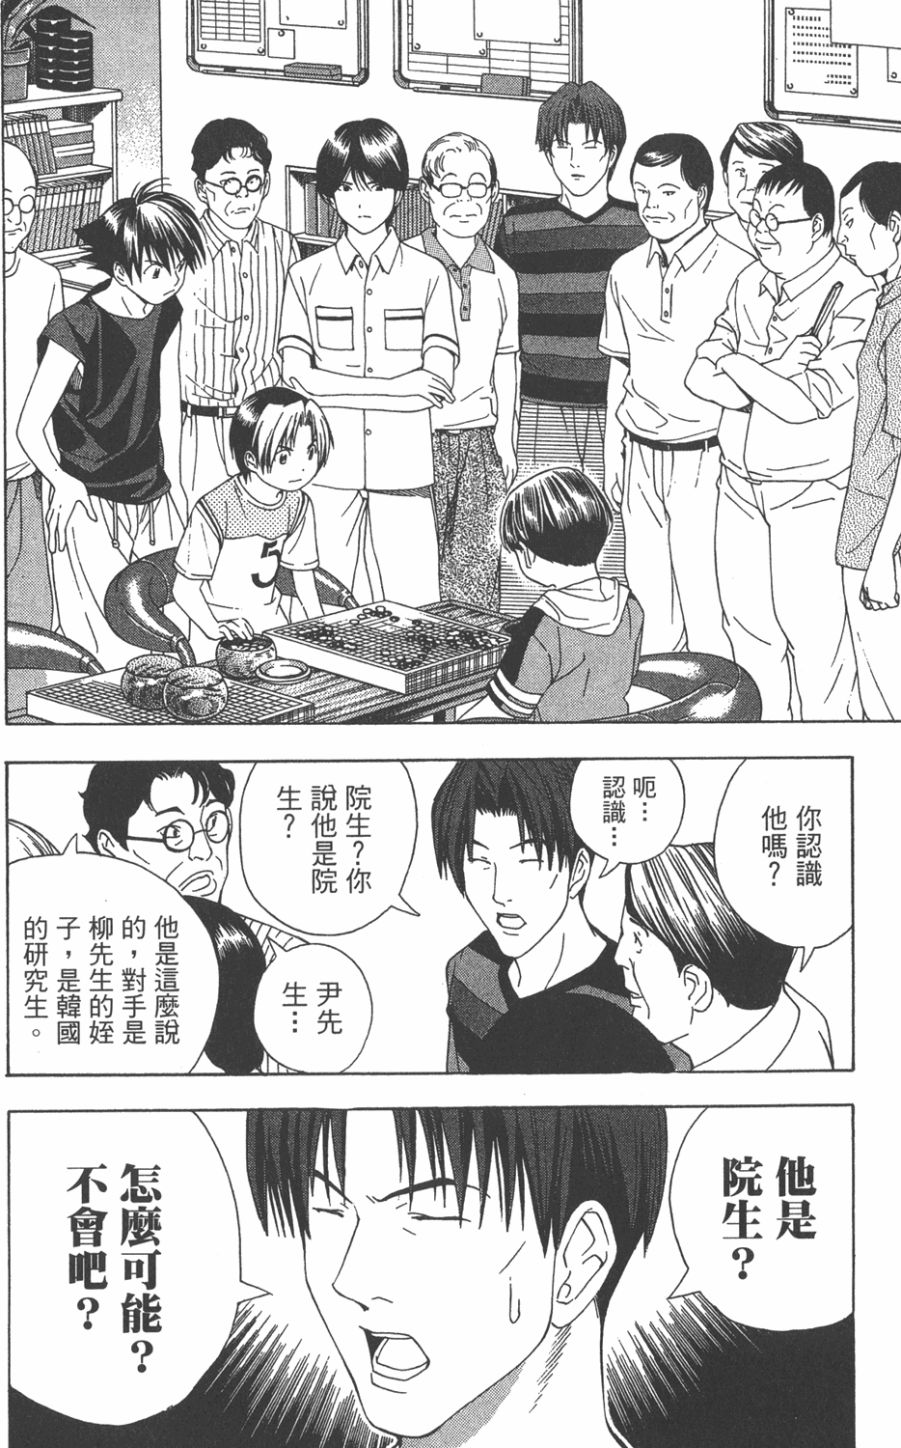 你認識
他嗎？
呃…
認識…
院生？你
說他是院
生？
尹先
生…
他是這麼說
的，對手是
柳先生的姪
子，是韓國
的研究生。
他是
院生？
怎麼可能？
不會吧？
5